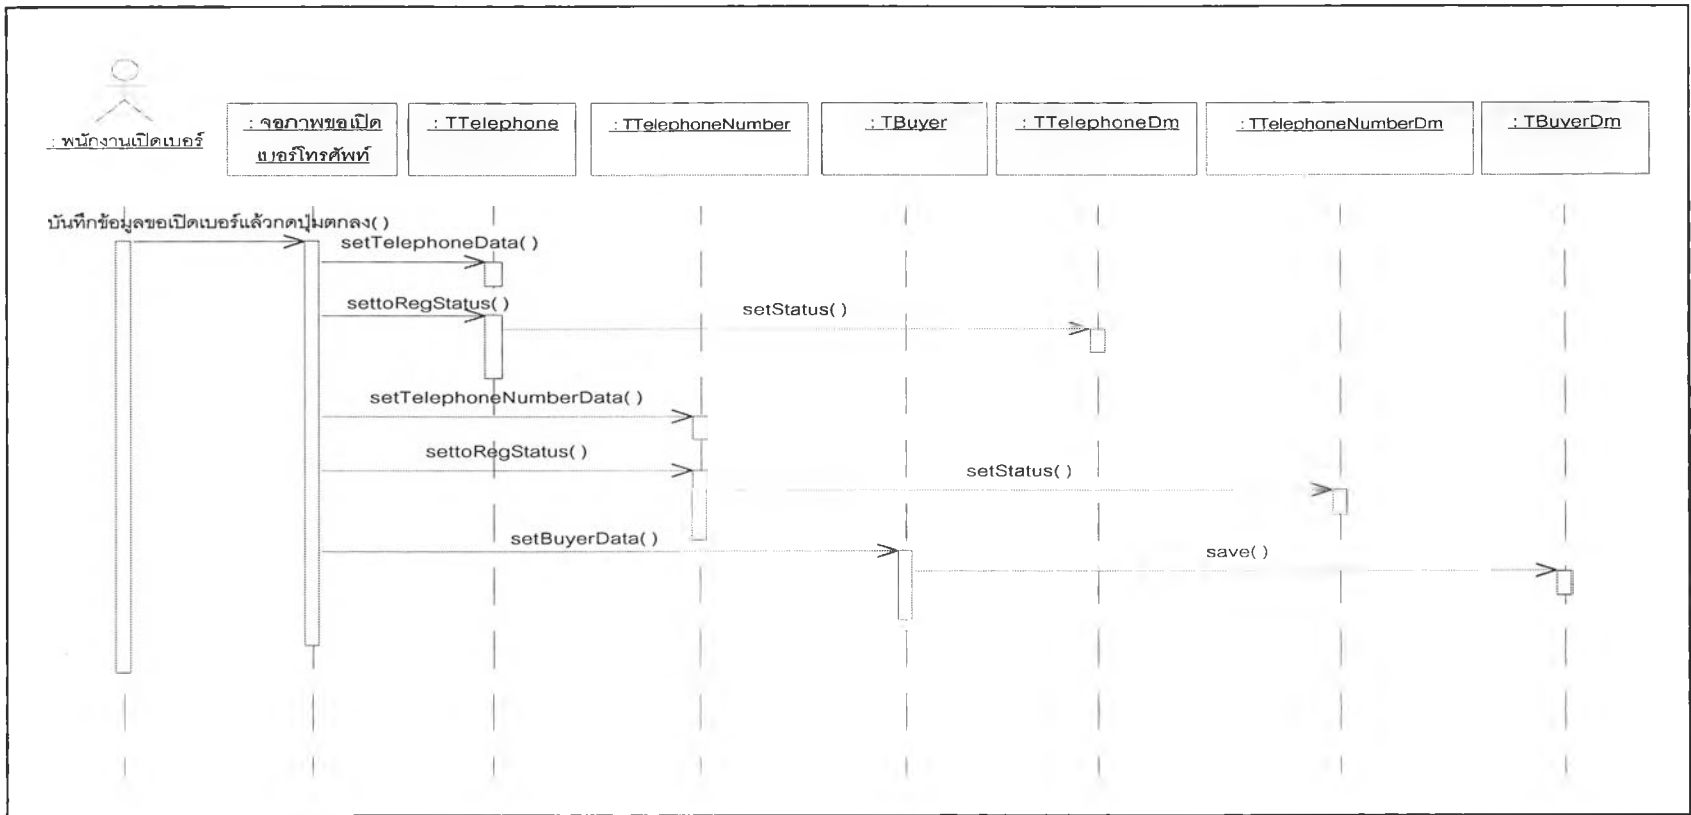 : พนักงานเปิดเบอร์
: จอภาพขอเปิด
เบอร์โทรศัพท์
: TTelephone
: TTelephoneNumber
: TBuyer
: TTelephoneDm
: TTelephoneNumberDm
: TBuyerDm
บันทึกข้อมูลขอเปิดเบอร์แล้วกดปุ่มตกลง( )
setTelephoneData( )
settoRegStatus( )
setStatus( )
setTelephoneNumberData( )
settoRegStatus( )
setStatus( )
setBuyerData( )
save( )